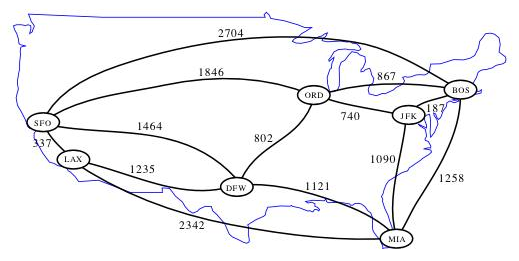 2704
1846
867
ORD
BOS
187
740
JFK
SFO
1464
337
802
LAX
1235
1090
1258
DFW
1121
2342
MIA